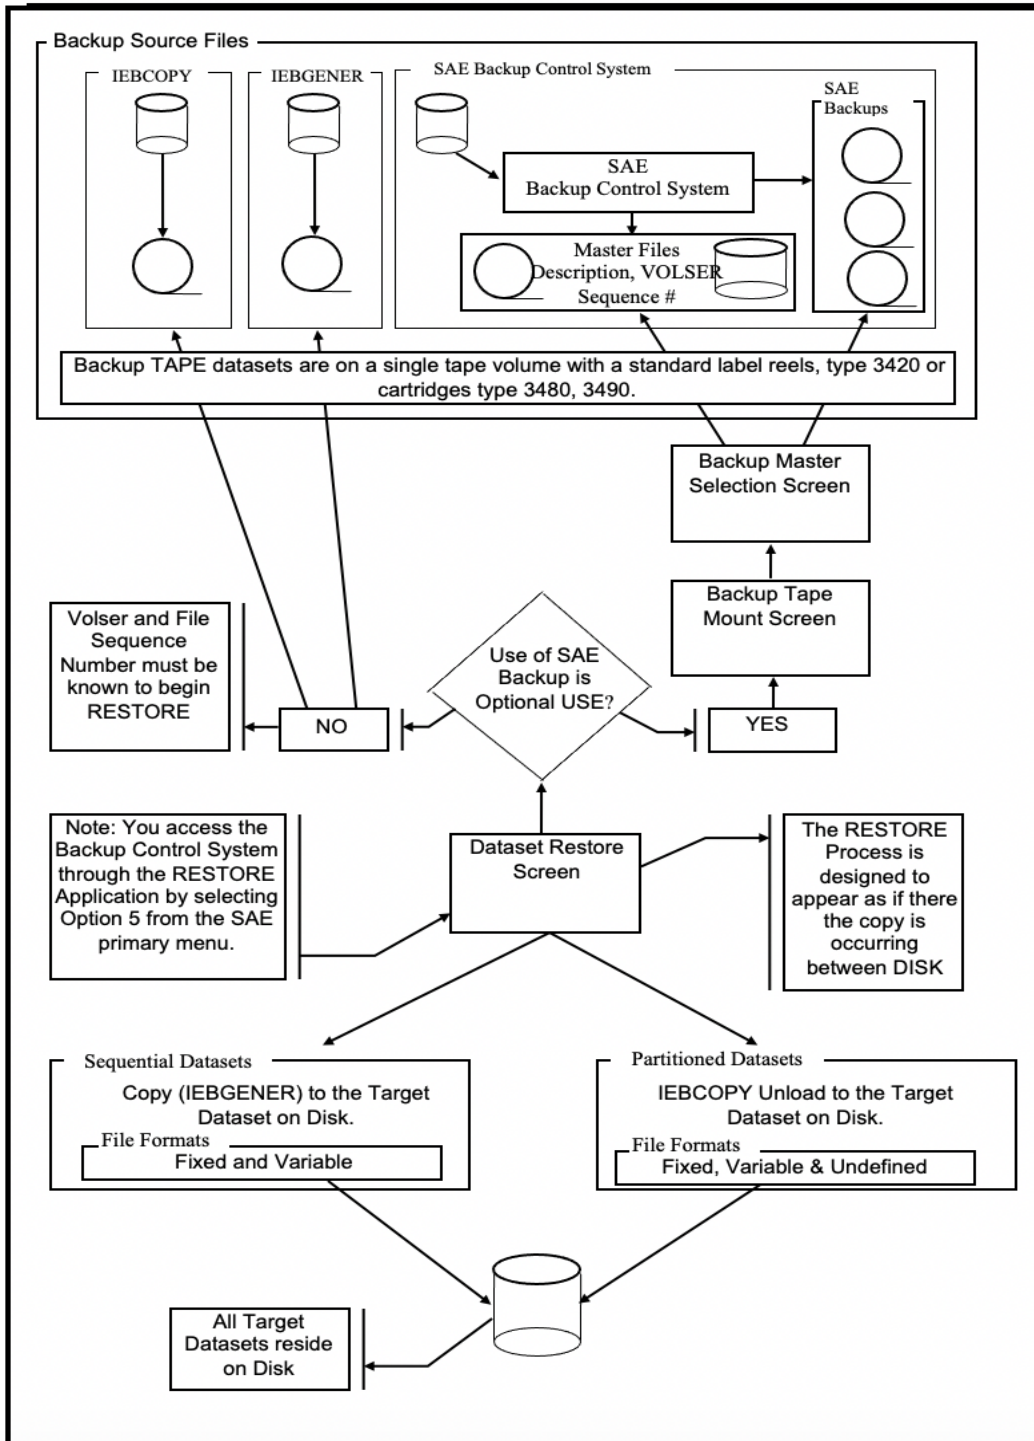 Backup Source Files
IEBCOPY
IEBGENER
SAE Backup Control System
SAE
Backups
SAE
Backup Control System
Master Files
Description, VOLSER
Sequence #
Backup TAPE datasets are on a single tape volume with a standard label reels, type 3420 or
cartridges type 3480, 3490.
Backup Master
Selection Screen
Backup Tape
Mount Screen
Volser and File
Sequence
Number must be
known to begin
RESTORE
Use of SAE
Backup is
Optional USE?
NO
YES
Note: You access the
Backup Control System
through the RESTORE
Application by selecting
Option 5 from the SAE
primary menu.
Dataset Restore
Screen
The RESTORE
Process is
designed to
appear as if there
the copy is
occurring
between DISK
Sequential Datasets
Copy (IEBGENER) to the Target
Dataset on Disk.
File Formats
Fixed and Variable
Partitioned Datasets
IEBCOPY Unload to the Target
Dataset on Disk.
File Formats
Fixed, Variable & Undefined
All Target
Datasets reside
on Disk